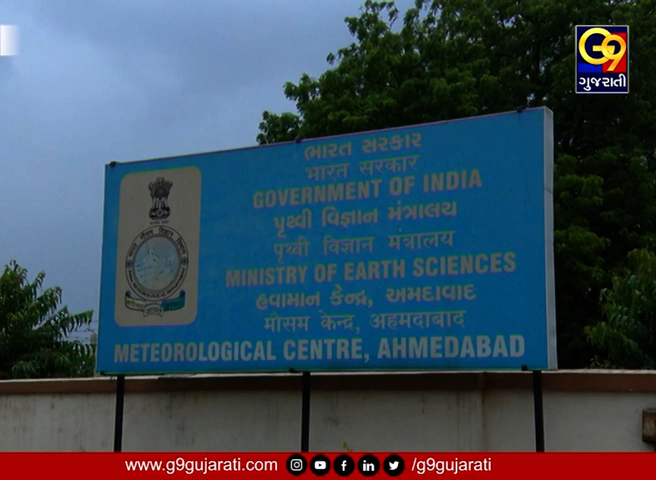 G9
ગુજરાતી
ભારત સરકાર
भारत सरकार
GOVERNMENT OF INDIA
પૃથ્વી વિજ્ઞાન મંત્રાલય
पृथ्वी विज्ञान मंत्रालय
MINISTRY OF EARTH SCIENCES
હવામાન કેન્દ્ર, અમદાવાદ
मौसम केन्द्र, अहमदाबाद
METEOROLOGICAL CENTRE, AHMEDABAD
www.g9gujarati.com /g9gujarati